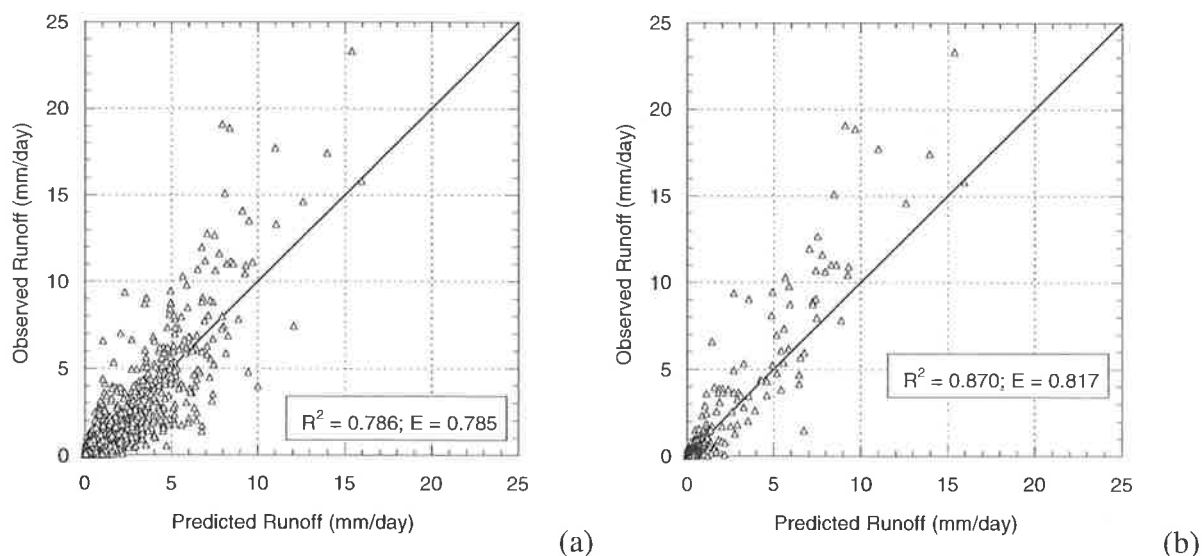 25
20
15
10
5
0
Observed Runoff (mm/day)
R² = 0.786; E = 0.785
0 5 10 15 20 25
Predicted Runoff (mm/day)
(a)
25
20
15
10
5
0
Observed Runoff (mm/day)
R² = 0.870; E = 0.817
0 5 10 15 20 25
Predicted Runoff (mm/day)
(b)